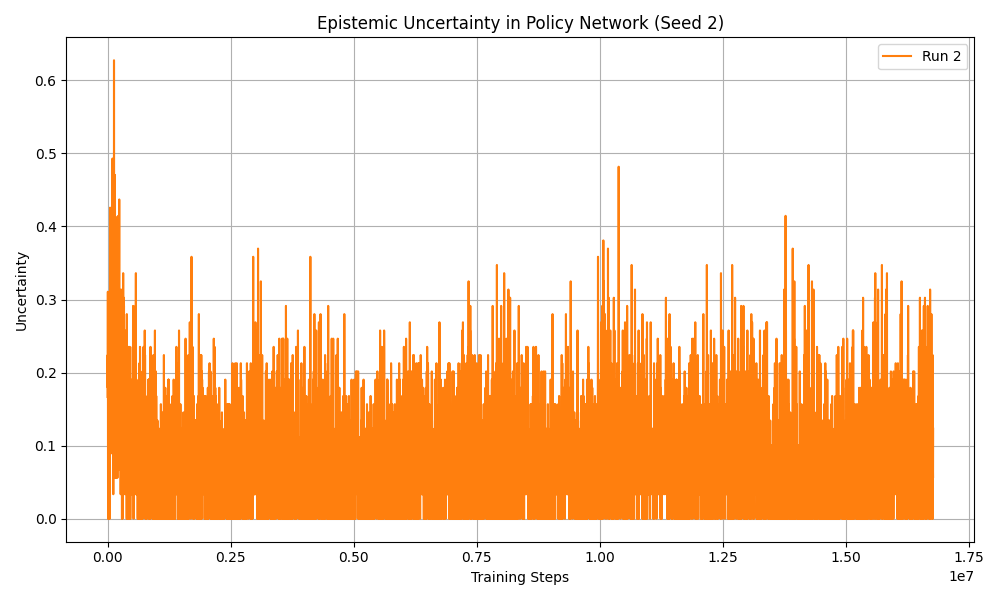 Epistemic Uncertainty in Policy Network (Seed 2)
Run 2
Uncertainty
0.6
0.5
0.4
0.3
0.2
0.1
0.0
0.00 0.25 0.50 0.75 1.00 1.25 1.50 1.75
1e7
Training Steps